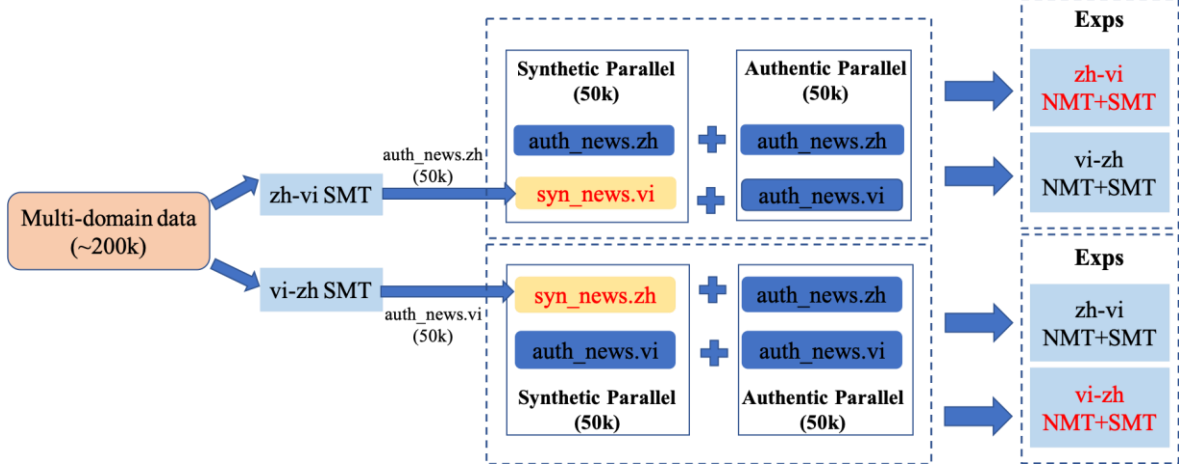 Multi-domain data
(~200k)
zh-vi SMT
vi-zh SMT
auth_news.zh
(50k)
auth_news.vi
(50k)
Synthetic Parallel
(50k)
auth_news.zh
syn_news.vi
Authentic Parallel
(50k)
auth_news.zh
auth_news.vi
syn_news.zh
auth_news.vi
Synthetic Parallel
(50k)
auth_news.zh
auth_news.vi
Authentic Parallel
(50k)
Exps
zh-vi
NMT+SMT
vi-zh
NMT+SMT
Exps
zh-vi
NMT+SMT
vi-zh
NMT+SMT